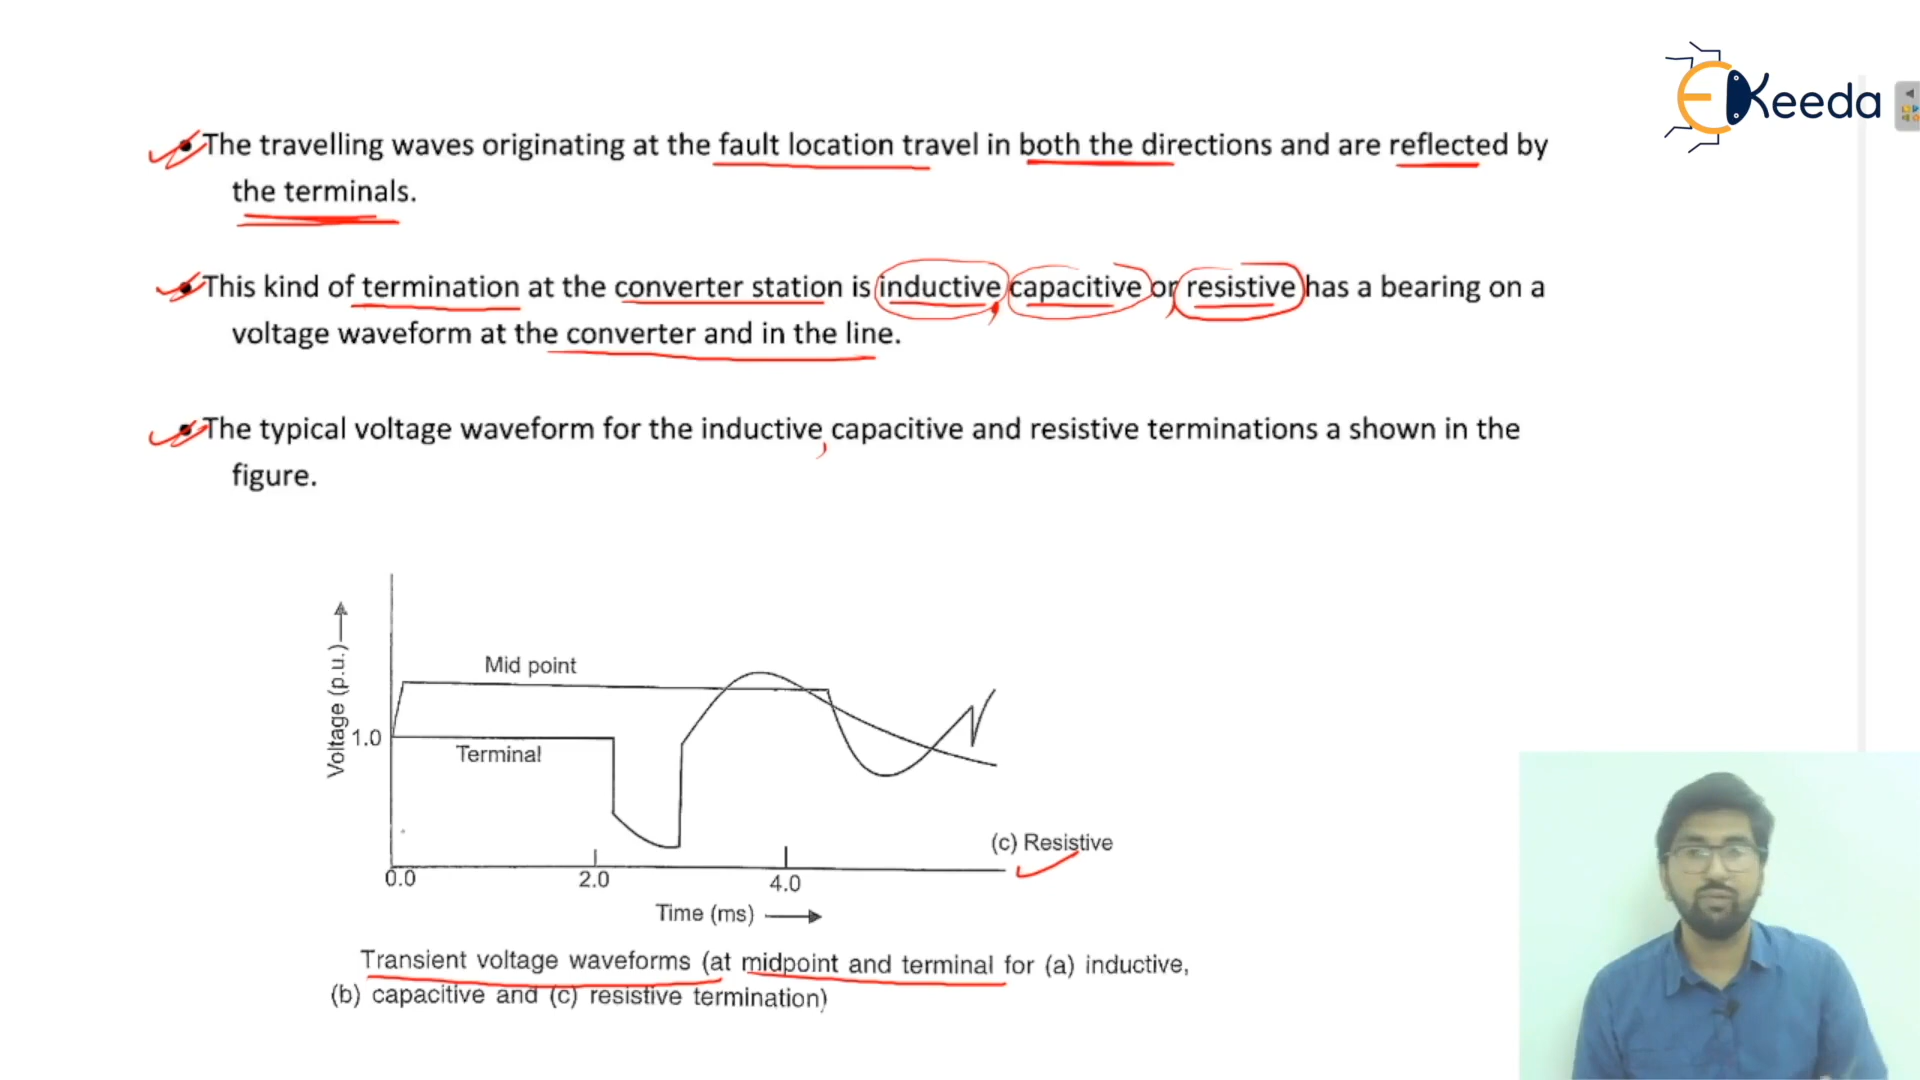 EKeeda
The travelling waves originating at the fault location travel in both the directions and are reflected by
the terminals.
This kind of termination at the converter station is inductive, capacitive or, resistive has a bearing on a
voltage waveform at the converter and in the line.
The typical voltage waveform for the inductive, capacitive and resistive terminations a shown in the
figure.
Voltage (p.u.)
Mid point
1.0
Terminal
(c) Resistive
0.0 2.0 4.0
Time (ms)
Transient voltage waveforms (at midpoint and terminal for (a) inductive,
(b) capacitive and (c) resistive termination)